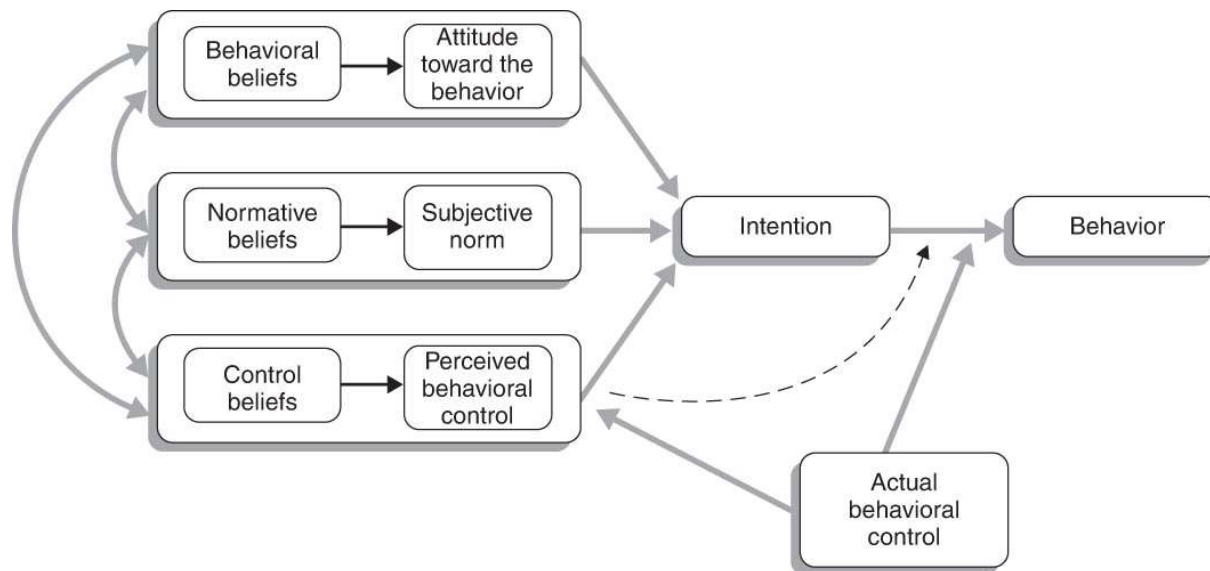 Behavioral
beliefs
Attitude
toward the
behavior
Normative
beliefs
Subjective
norm
Intention
Behavior
Control
beliefs
Perceived
behavioral
control
Actual
behavioral
control